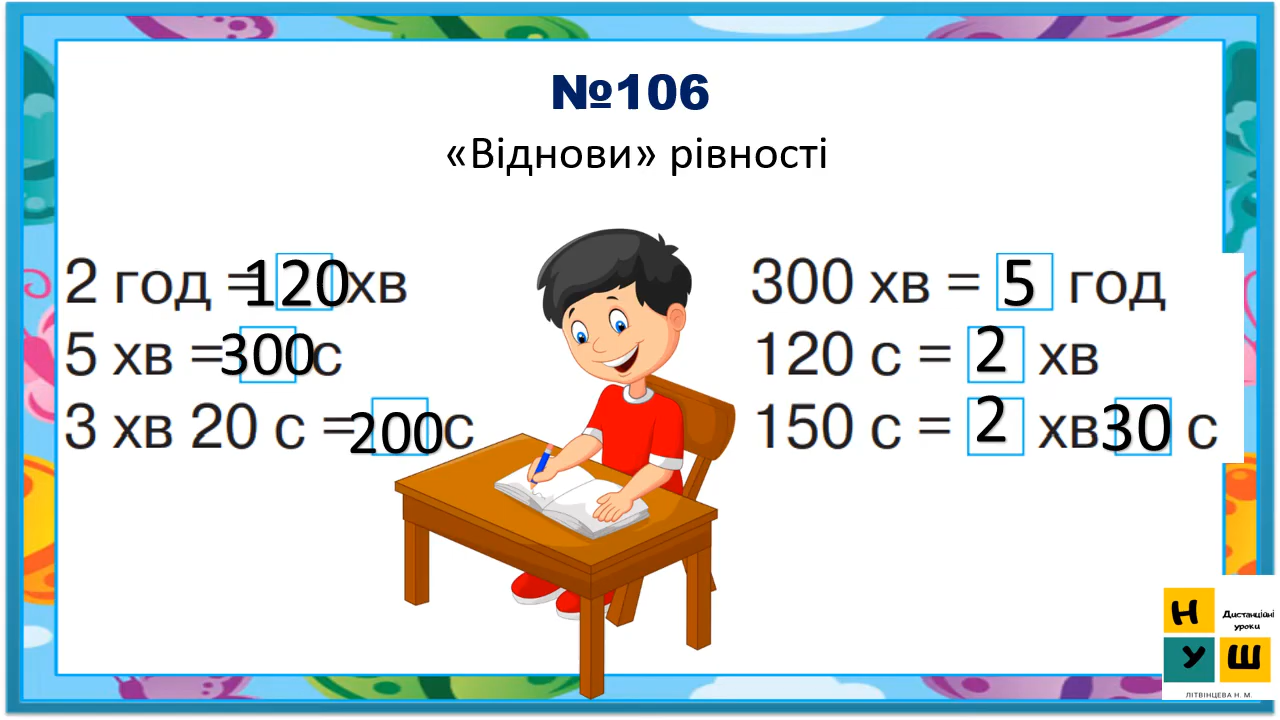 №106
«Віднови» рівності
2 год = 120 хв
5 хв = 300 с
3 хв 20 с = 200 с
300 хв = 5 год
120 с = 2 хв
150 с = 2 хв 30 с
Н
У Ш
Дистанційні
уроки
ЛІТВІНЦЕВА Н. М.